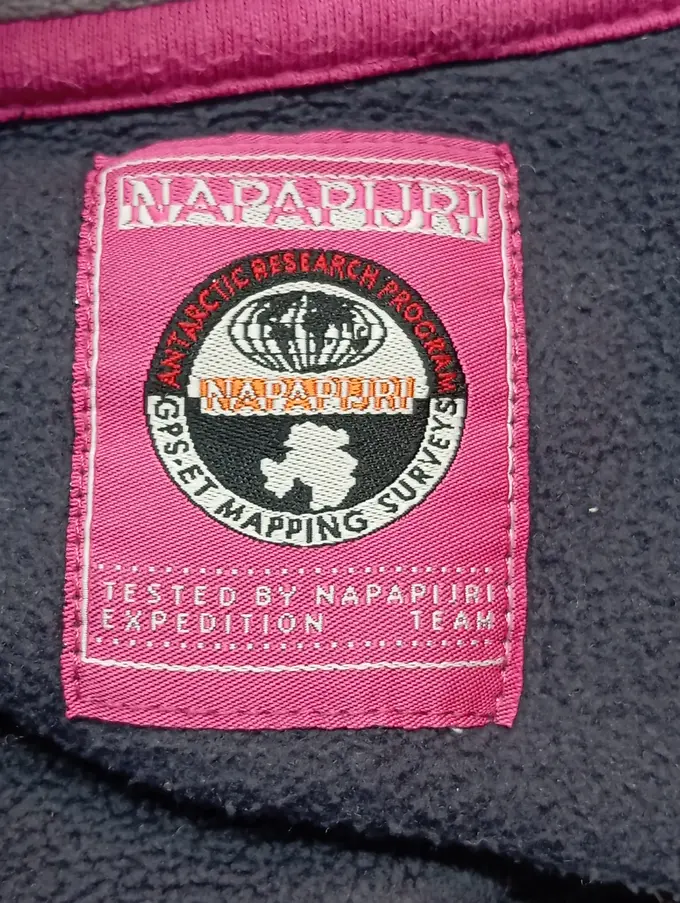 NAPAPIJRI
ANTARCTIC RESEARCH PROGRAM
NAPAPIJRI
GPS-ET MAPPING SURVEYS
TESTED BY NAPAPIJRI
EXPEDITION TEAM